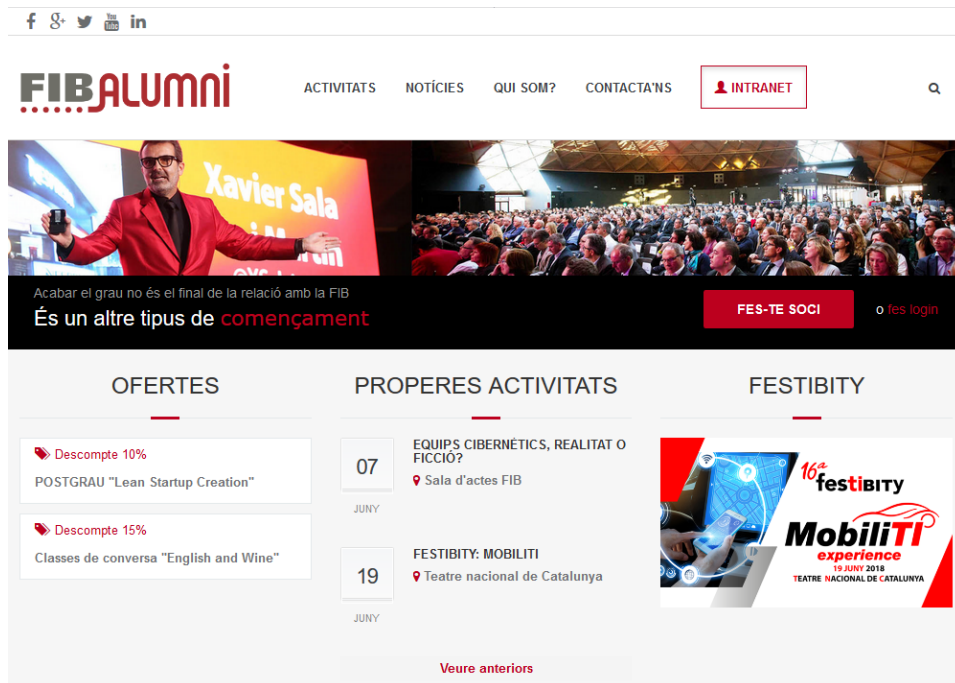 You
Tube
FIBALUMNI
ACTIVITATS NOTÍCIES QUI SOM? CONTACTA'NS INTRANET
Xavier Sala
Acabar el grau no és el final de la relació amb la FIB
És un altre tipus de començament
FES-TE SOCI o fes login
OFERTES
Descompte 10%
POSTGRAU "Lean Startup Creation"
Descompte 15%
Classes de conversa "English and Wine"
PROPERES ACTIVITATS
07
JUNY
EQUIPS CIBERNÉTICS, REALITAT O
FICCIÓ?
Sala d'actes FIB
19
JUNY
FESTIBITY: MOBILITI
Teatre nacional de Catalunya
Veure anteriors
FESTIBITY
16ª
festiBITY
MobiliTI
experience
19 JUNY 2018
TEATRE NACIONAL DE CATALUNYA